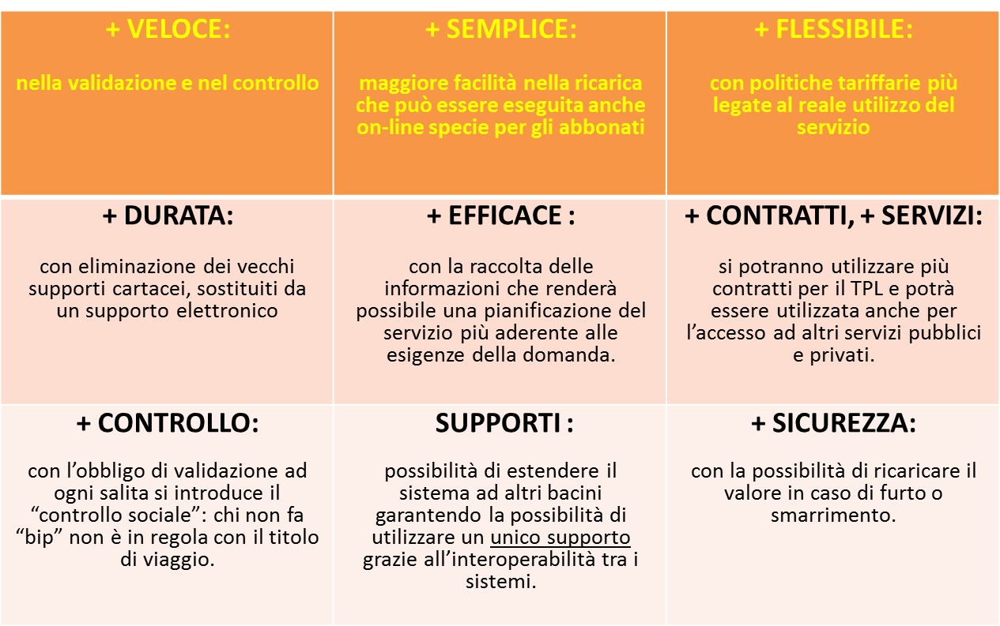 + VELOCE:
nella validazione e nel controllo
+ SEMPLICE:
maggiore facilità nella ricarica
che può essere eseguita anche
on-line specie per gli abbonati
+ FLESSIBILE:
con politiche tariffarie più
legate al reale utilizzo del
servizio
+ DURATA:
con eliminazione dei vecchi
supporti cartacei, sostituiti da
un supporto elettronico
+ EFFICACE :
con la raccolta delle
informazioni che renderà
possibile una pianificazione del
servizio più aderente alle
esigenze della domanda.
+ CONTRATTI, + SERVIZI:
si potranno utilizzare più
contratti per il TPL e potrà
essere utilizzata anche per
l’accesso ad altri servizi pubblici
e privati.
+ CONTROLLO:
con l’obbligo di validazione ad
ogni salita si introduce il
“controllo sociale”: chi non fa
“bip” non è in regola con il titolo
di viaggio.
SUPPORTI :
possibilità di estendere il
sistema ad altri bacini
garantendo la possibilità di
utilizzare un unico supporto
grazie all’interoperabilità tra i
sistemi.
+ SICUREZZA:
con la possibilità di ricaricare il
valore in caso di furto o
smarrimento.